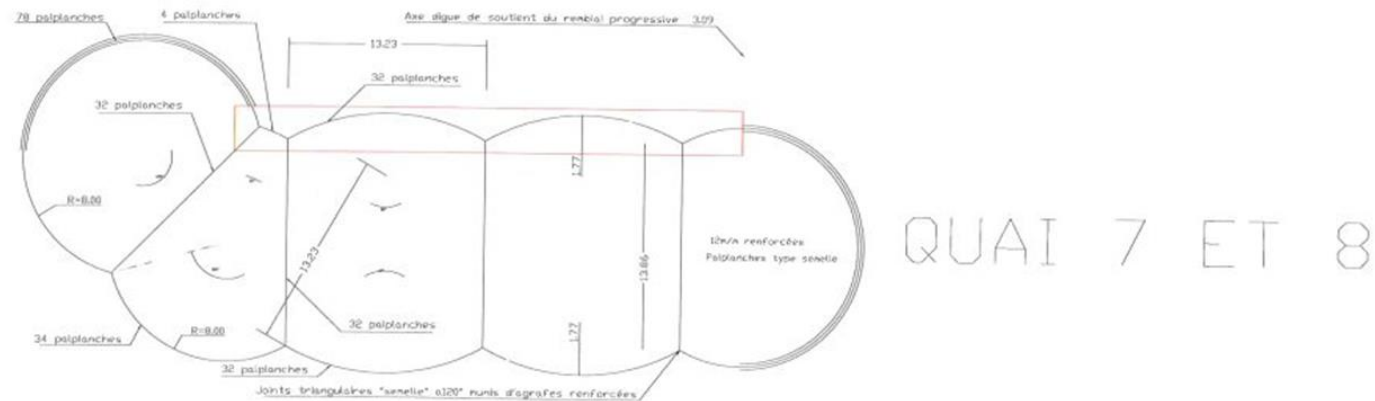 78 palplanches
4 palplanches
Axe digue de soutient du remblai progressive 3.09
13.23
32 palplanches
32 palplanches
1.77
R=8.00
13.23
13.86
12m/m renforcées
Palplanches type semelle
QUAI 7 ET 8
32 palplanches
R=8.00
34 palplanches
1.77
32 palplanches
Joints triangulaires "semelle" a120° munis d'agrafes renforcées